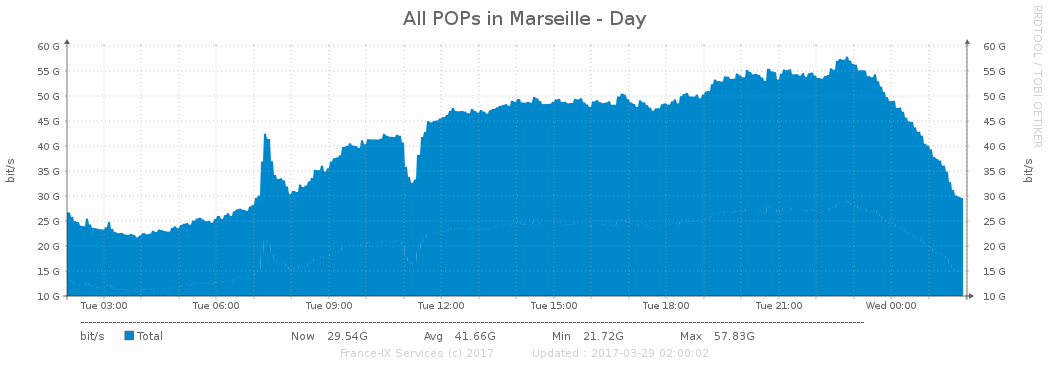 All POPs in Marseille - Day
RRDTOOL / TOBI OETIKER
60 G 60 G
55 G 55 G
50 G 50 G
45 G 45 G
40 G 40 G
35 G 35 G
30 G 30 G
25 G 25 G
20 G 20 G
15 G 15 G
10 G 10 G
bit/s
bit/s
Tue 03:00 Tue 06:00 Tue 09:00 Tue 12:00 Tue 15:00 Tue 18:00 Tue 21:00 Wed 00:00
bit/s Total Now 29.54G Avg 41.66G Min 21.72G Max 57.83G
France-IX Services (c) 2017 Updated : 2017-03-29 02:00:02